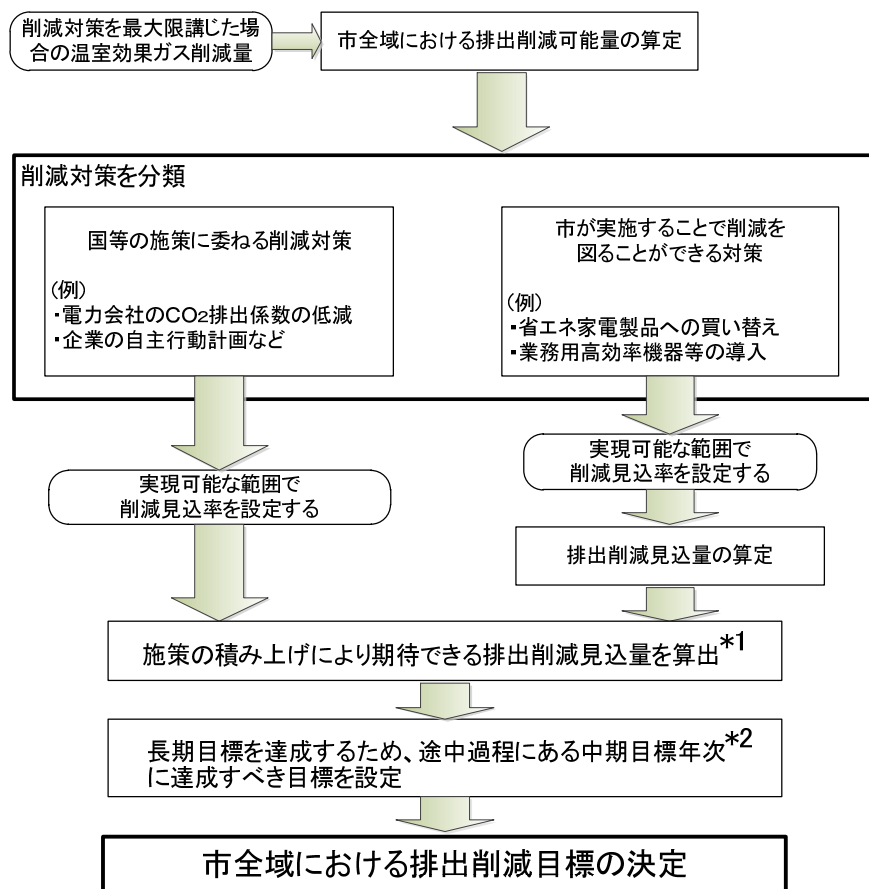 削減対策を最大限講じた場
合の温室効果ガス削減量
市全域における排出削減可能量の算定
削減対策を分類
国等の施策に委ねる削減対策
(例)
・電力会社のCO2排出係数の低減
・企業の自主行動計画など
市が実施することで削減を
図ることができる対策
(例)
・省エネ家電製品への買い替え
・業務用高効率機器等の導入
実現可能な範囲で
削減見込率を設定する
実現可能な範囲で
削減見込率を設定する
排出削減見込量の算定
施策の積み上げにより期待できる排出削減見込量を算出*1
長期目標を達成するため、途中過程にある中期目標年次*2
に達成すべき目標を設定
市全域における排出削減目標の決定